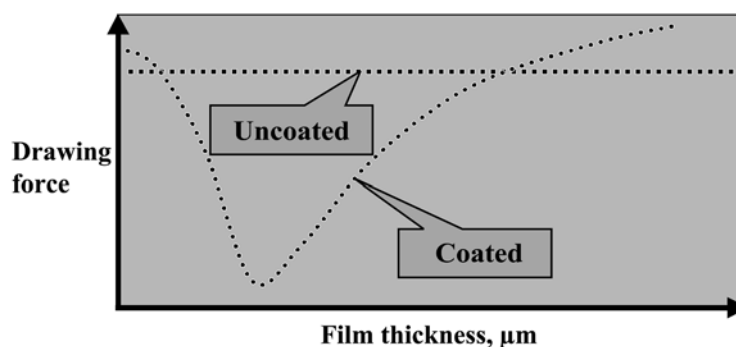 Uncoated
Drawing
force
Coated
Film thickness, µm